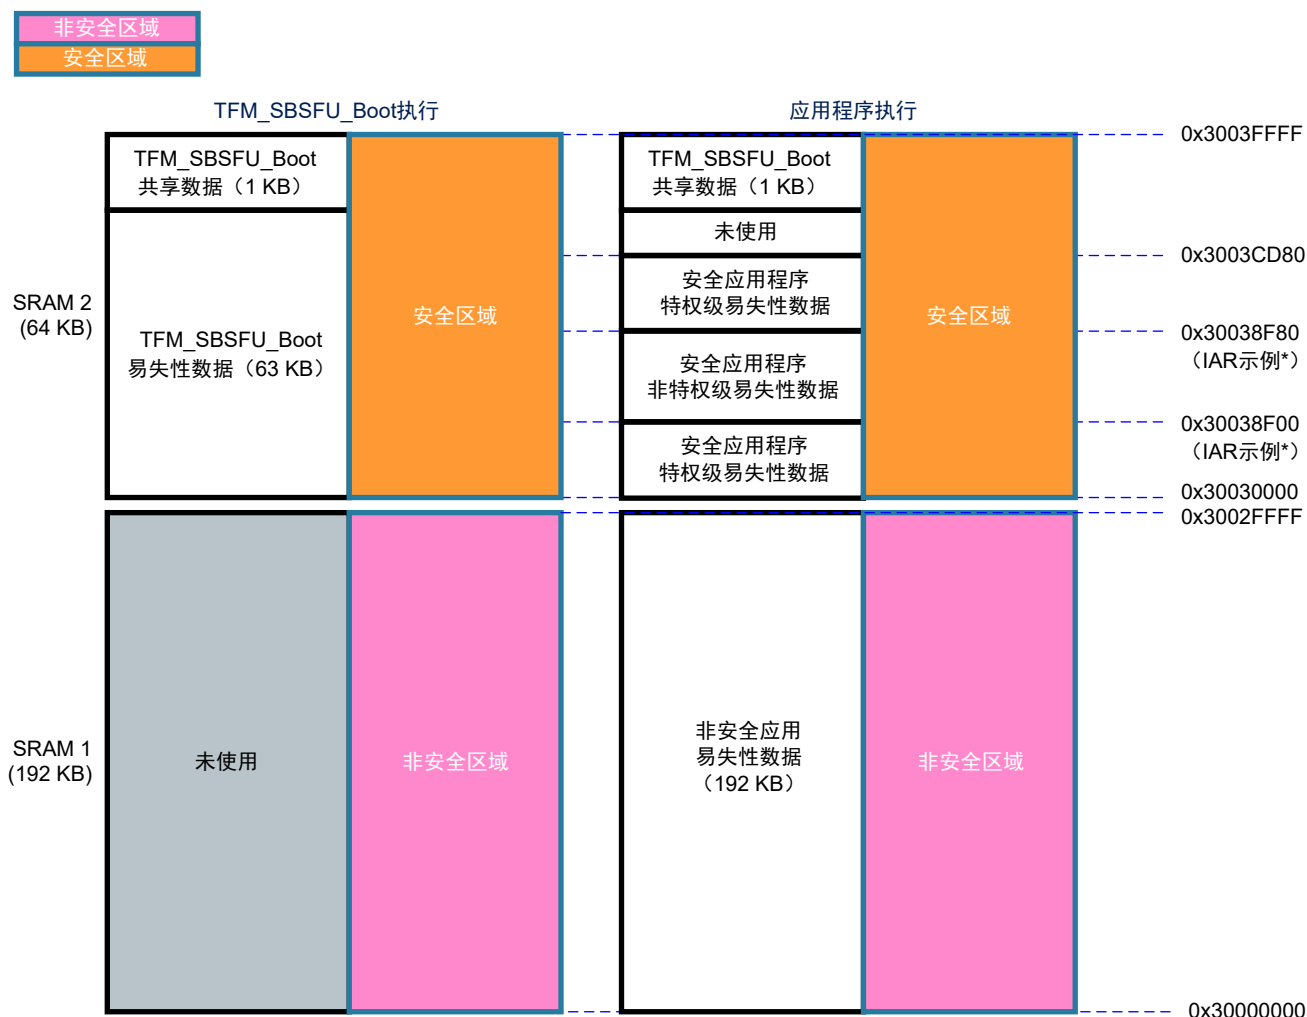 非安全区域
安全区域
TFM_SBSFU_Boot执行
应用程序执行
TFM_SBSFU_Boot
共享数据（1 KB）
TFM_SBSFU_Boot
易失性数据（63 KB）
安全区域
SRAM 2
(64 KB)
TFM_SBSFU_Boot
共享数据（1 KB）
未使用
安全应用程序
特权级易失性数据
安全应用程序
非特权级易失性数据
安全应用程序
特权级易失性数据
安全区域
0x3003FFFF
0x3003CD80
0x30038F80
（IAR示例*）
0x30038F00
（IAR示例*）
0x30030000
0x3002FFFF
SRAM 1
(192 KB)
未使用
非安全区域
非安全应用
易失性数据
（192 KB）
非安全区域
0x30000000